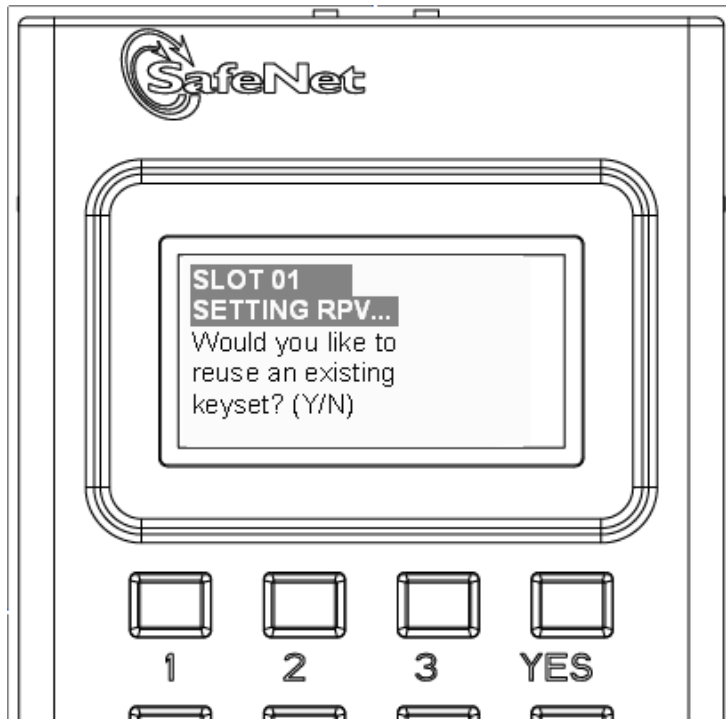 SafeNet
SLOT 01
SETTING RPV...
Would you like to
reuse an existing
keyset? (Y/N)
1 2 3 YES